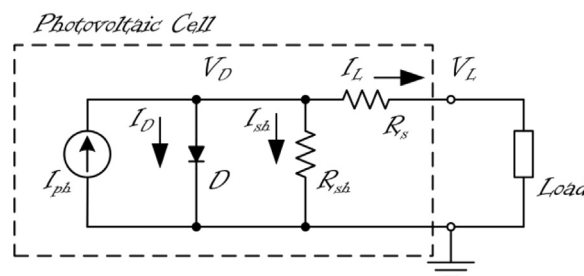 Photovoltaic Cell
V_D
I_L
V_L
I_D
I_sh
R_s
I_ph
D
R_sh
Load